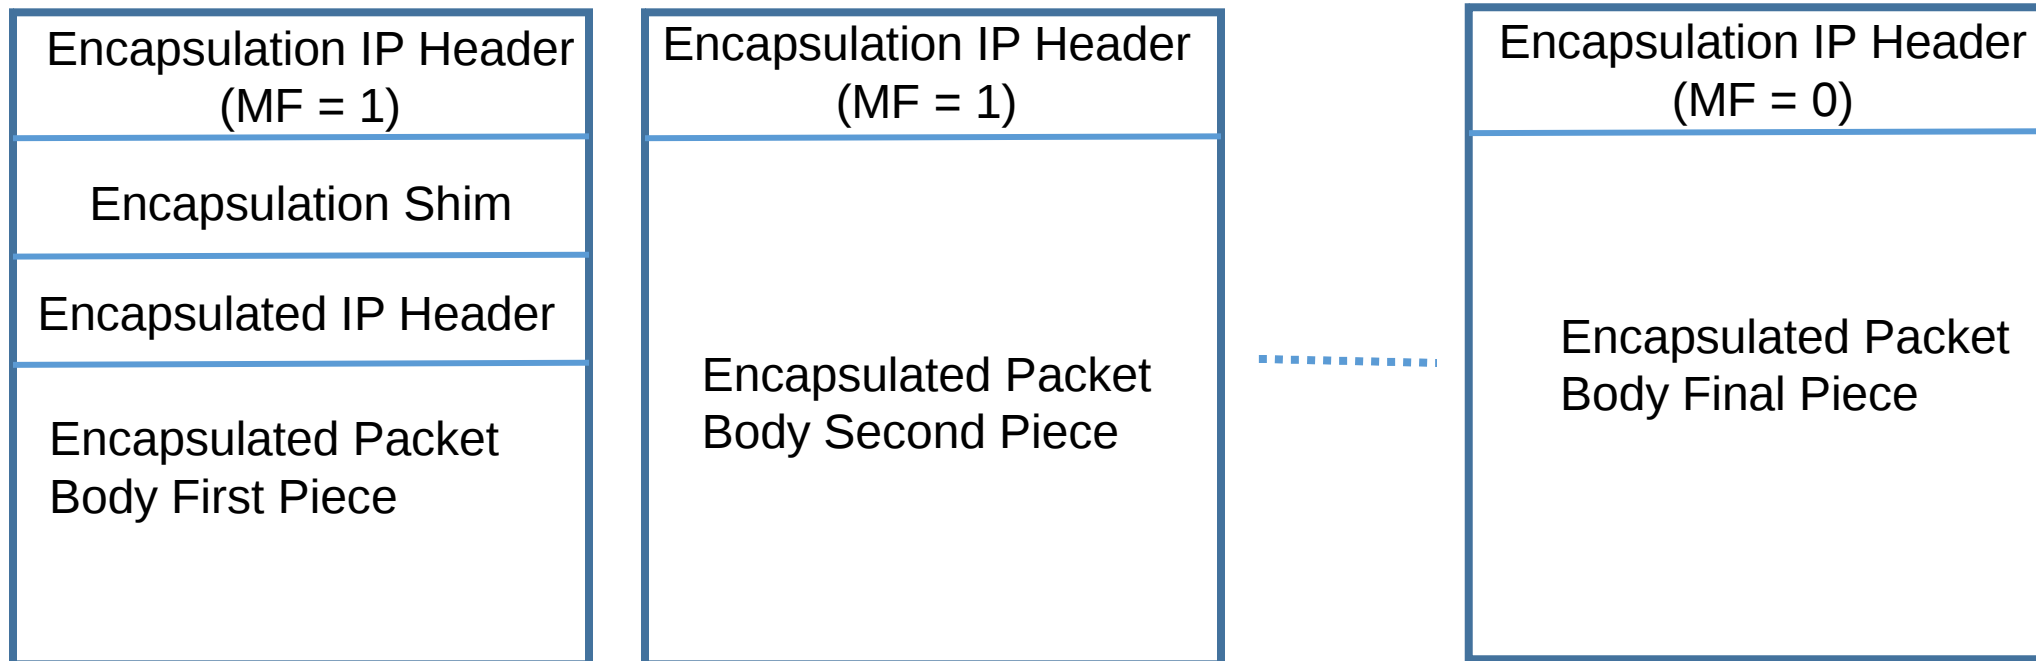 Encapsulation IP Header
(MF = 1)
Encapsulation Shim
Encapsulated IP Header
Encapsulated Packet
Body First Piece
Encapsulation IP Header
(MF = 1)
Encapsulated Packet
Body Second Piece
Encapsulation IP Header
(MF = 0)
Encapsulated Packet
Body Final Piece